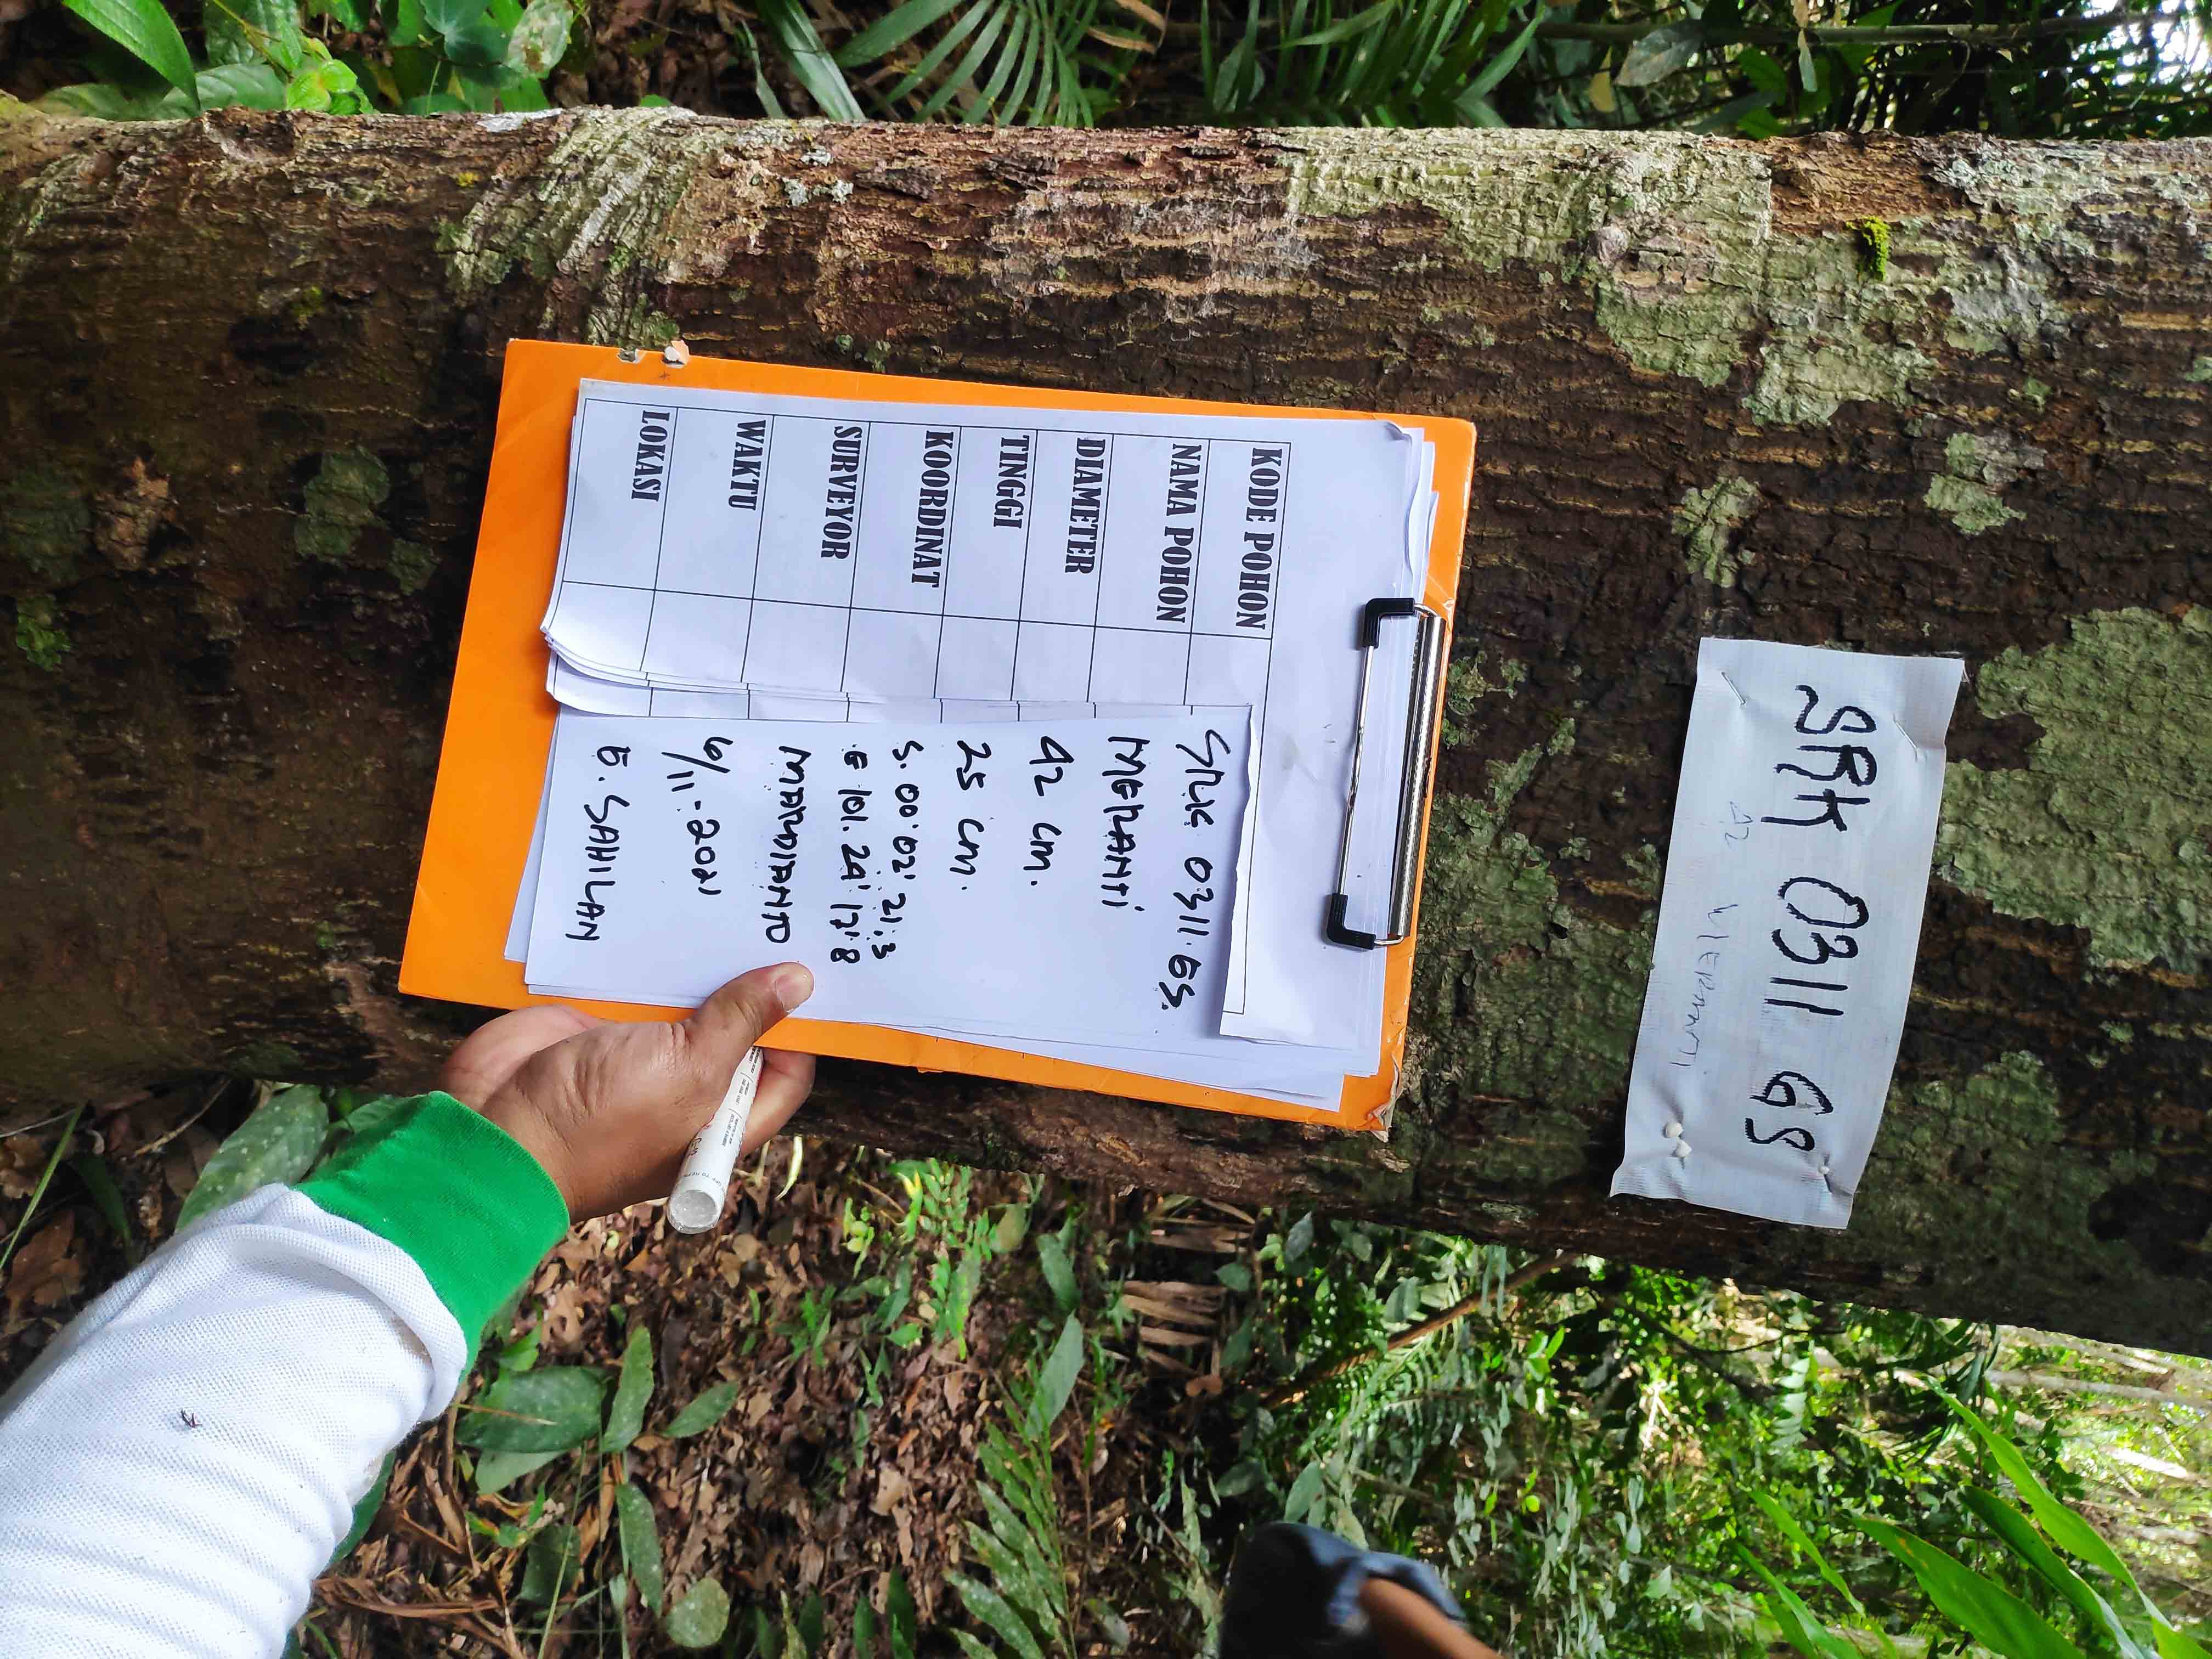 SRK 0311 GS
42 MERANTI
KODE POHON SRK 0311 GS.
NAMA POHON MERANTI
DIAMETER 42 cm.
TINGGI 25 cm.
KOORDINAT S. 00° 02' 21.3
E 101. 24' 17' 8
SURVEYOR MARDIANTO
WAKTU 6/11-2021
LOKASI G. SAHILAN